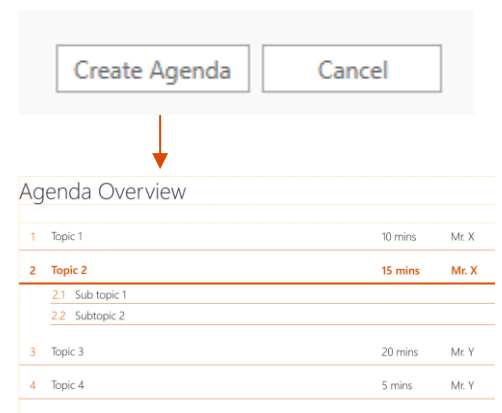 Create Agenda Cancel
Agenda Overview
1 Topic 1 10 mins Mr. X
2 Topic 2 15 mins Mr. X
2.1 Sub topic 1
2.2 Subtopic 2
3 Topic 3 20 mins Mr. Y
4 Topic 4 5 mins Mr. Y